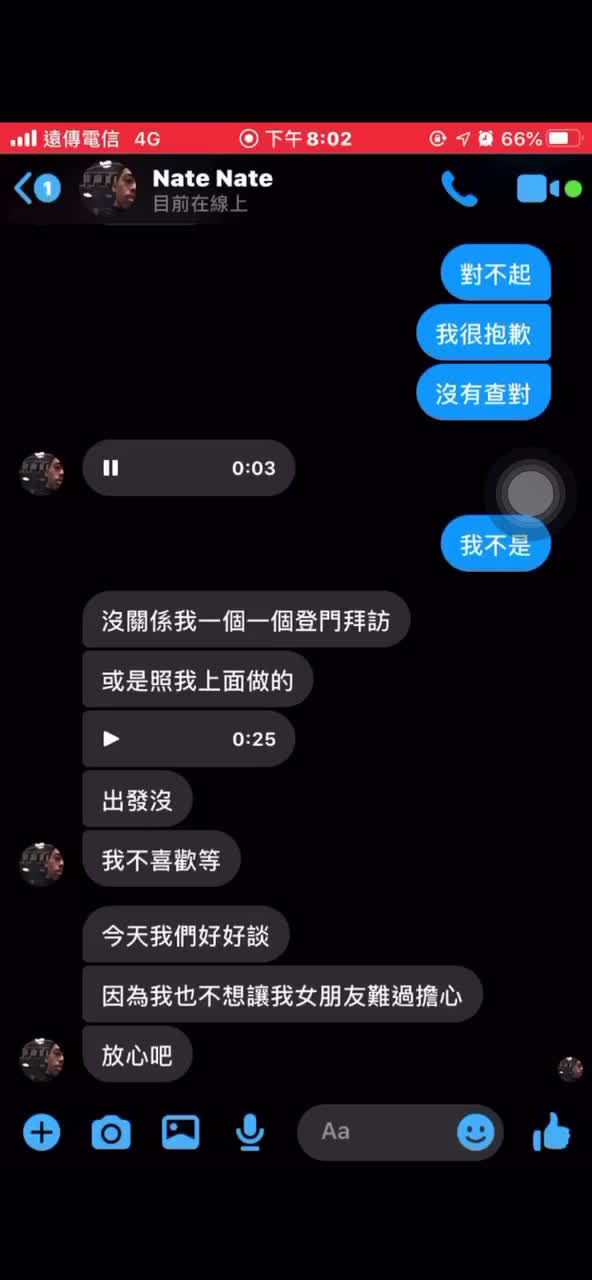 遠傳電信 4G 下午8:02 66%
1 Nate Nate
目前在線上
對不起
我很抱歉
沒有查對
0:03
我不是
沒關係我一個一個登門拜訪
或是照我上面做的
0:25
出發沒
我不喜歡等
今天我們好好談
因為我也不想讓我女朋友難過擔心
放心吧
Aa